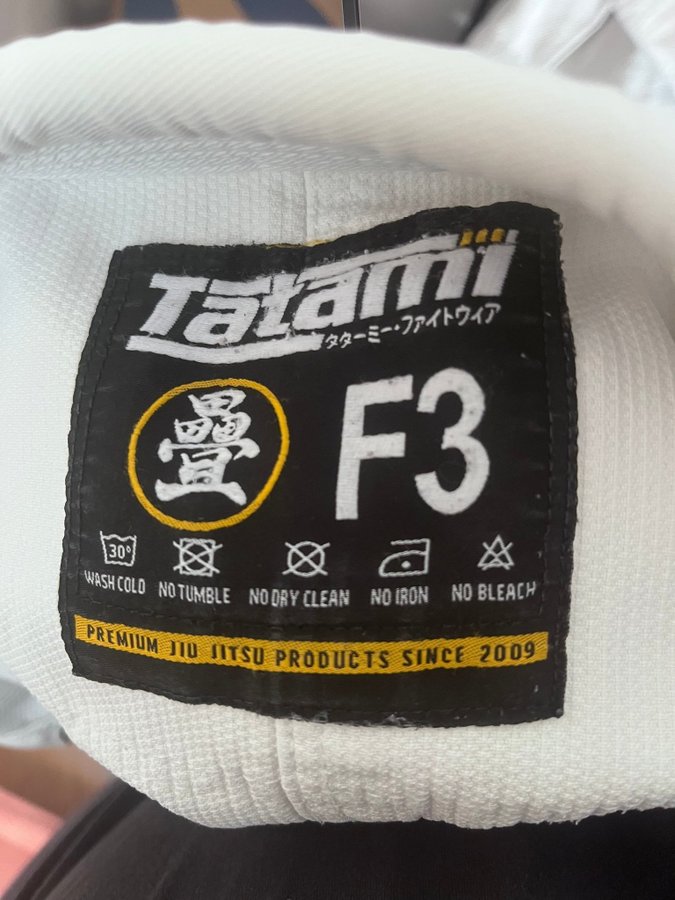 Tatami
タターミー・ファイトウィア
疊
F3
30°
WASH COLD NO TUMBLE NO DRY CLEAN NO IRON NO BLEACH
PREMIUM JIU JITSU PRODUCTS SINCE 2009